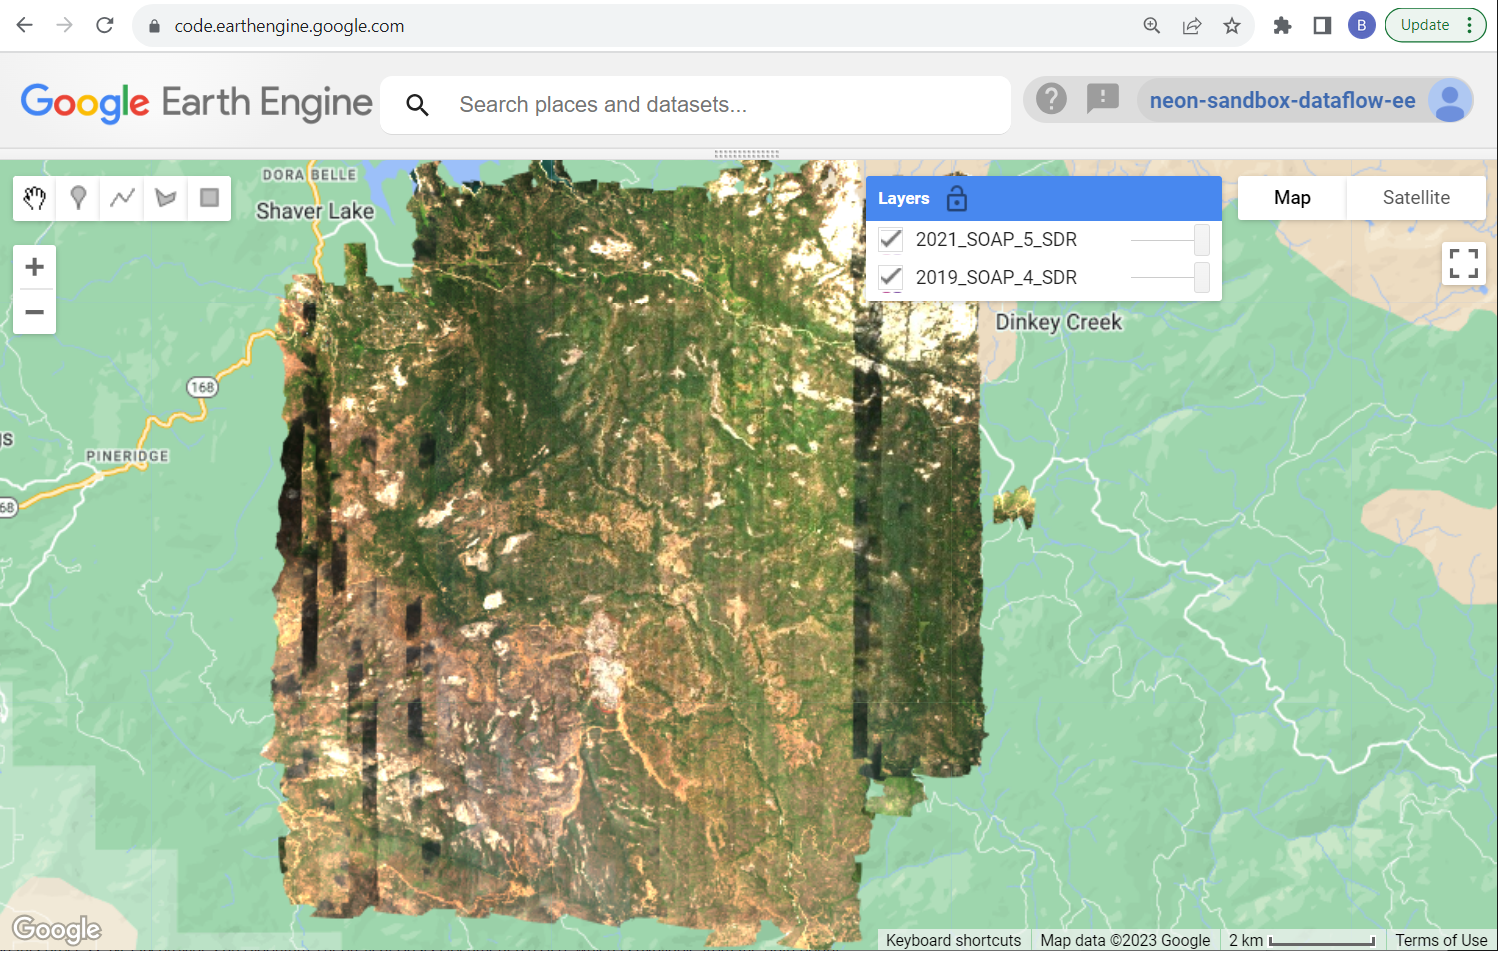 code.earthengine.google.com
B
Update
Google Earth Engine
Search places and datasets...
neon-sandbox-dataflow-ee
DORA BELLE
Shaver Lake
Layers
2021_SOAP_5_SDR
2019_SOAP_4_SDR
Map
Satellite
Dinkey Creek
168
PINERIDGE
gs
68
Google
Keyboard shortcuts
Map data ©2023 Google
2 km
Terms of Use